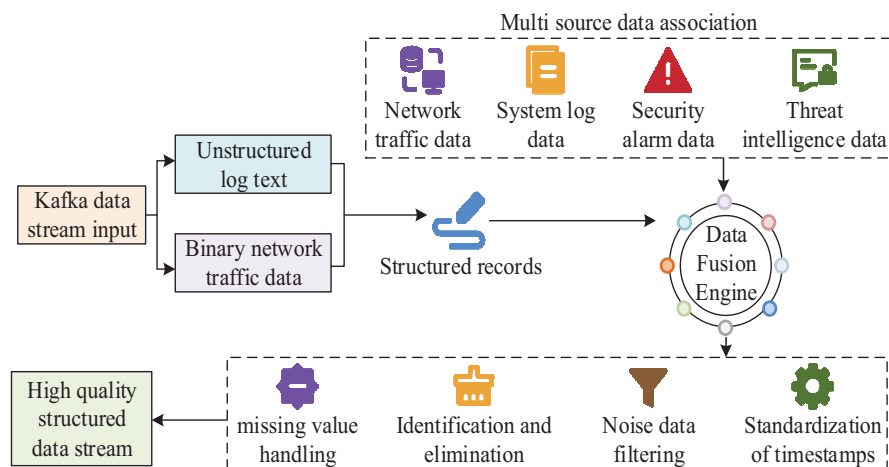 Multi source data association
Network
traffic data
System log
data
Security
alarm data
Threat
intelligence data
Kafka data
stream input
Unstructured
log text
Binary network
traffic data
Structured records
Data
Fusion
Engine
High quality
structured
data stream
missing value
handling
Identification and
elimination
Noise data
filtering
Standardization
of timestamps